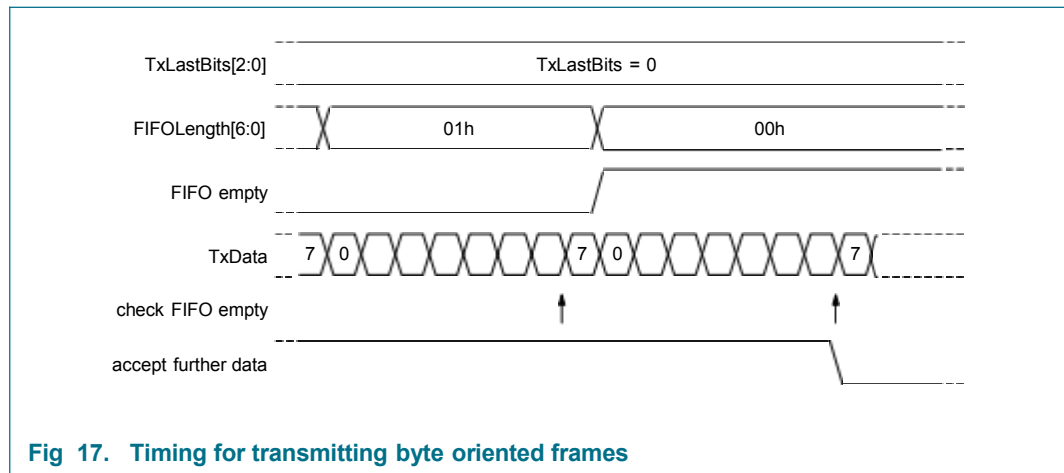 TxLastBits[2:0] TxLastBits = 0
FIFOLength[6:0] 01h 00h
FIFO empty
TxData 7 0 7 0 7
check FIFO empty
accept further data
Fig 17. Timing for transmitting byte oriented frames